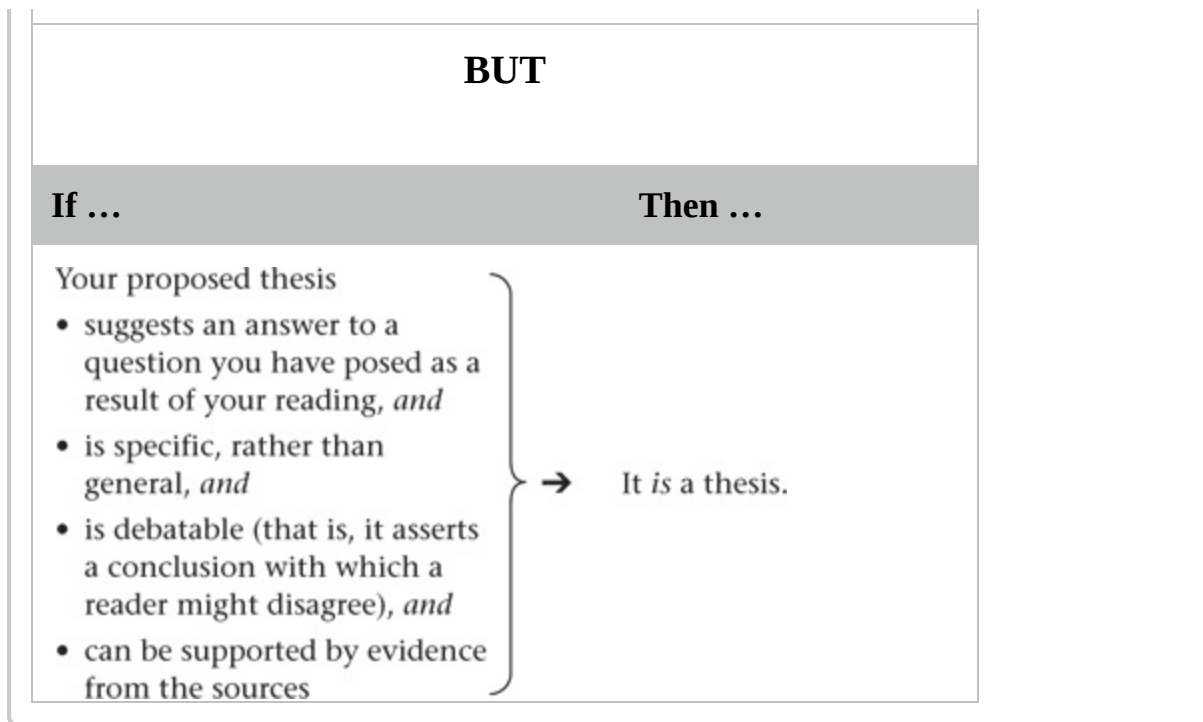 BUT
If …
Then …
Your proposed thesis
• suggests an answer to a
question you have posed as a
result of your reading, and
• is specific, rather than
general, and
• is debatable (that is, it asserts
a conclusion with which a
reader might disagree), and
• can be supported by evidence
from the sources
➔ It is a thesis.